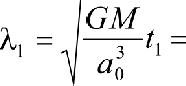 λ₁ = √(GM / a₀³) t₁ =